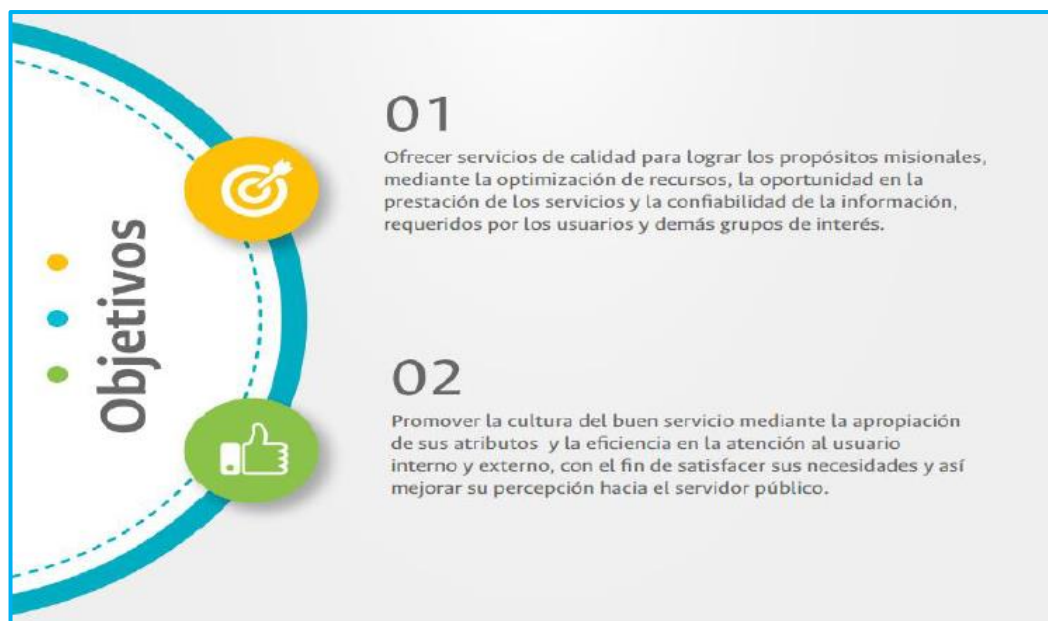 Objetivos
01
Ofrecer servicios de calidad para lograr los propósitos misionales,
mediante la optimización de recursos, la oportunidad en la
prestación de los servicios y la confiabilidad de la información,
requeridos por los usuarios y demás grupos de interés.
02
Promover la cultura del buen servicio mediante la apropiación
de sus atributos y la eficiencia en la atención al usuario
interno y externo, con el fin de satisfacer sus necesidades y así
mejorar su percepción hacia el servidor público.